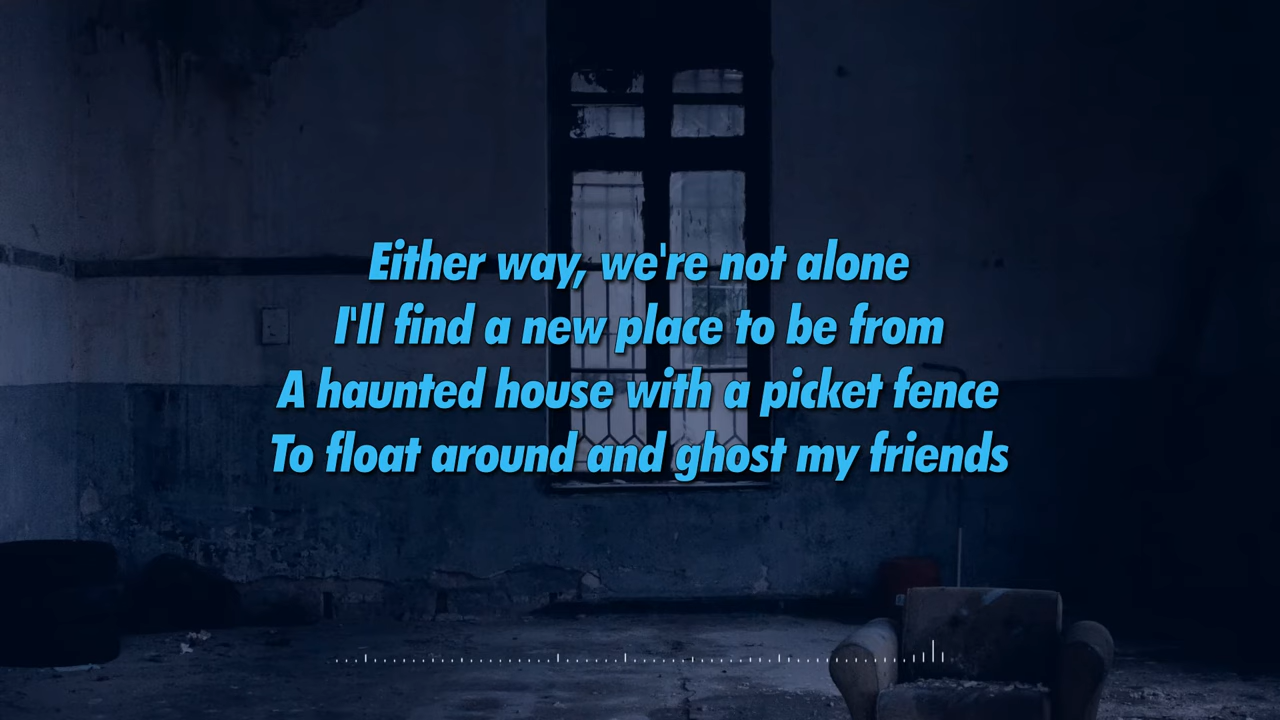 Either way, we're not alone
I'll find a new place to be from
A haunted house with a picket fence
To float around and ghost my friends